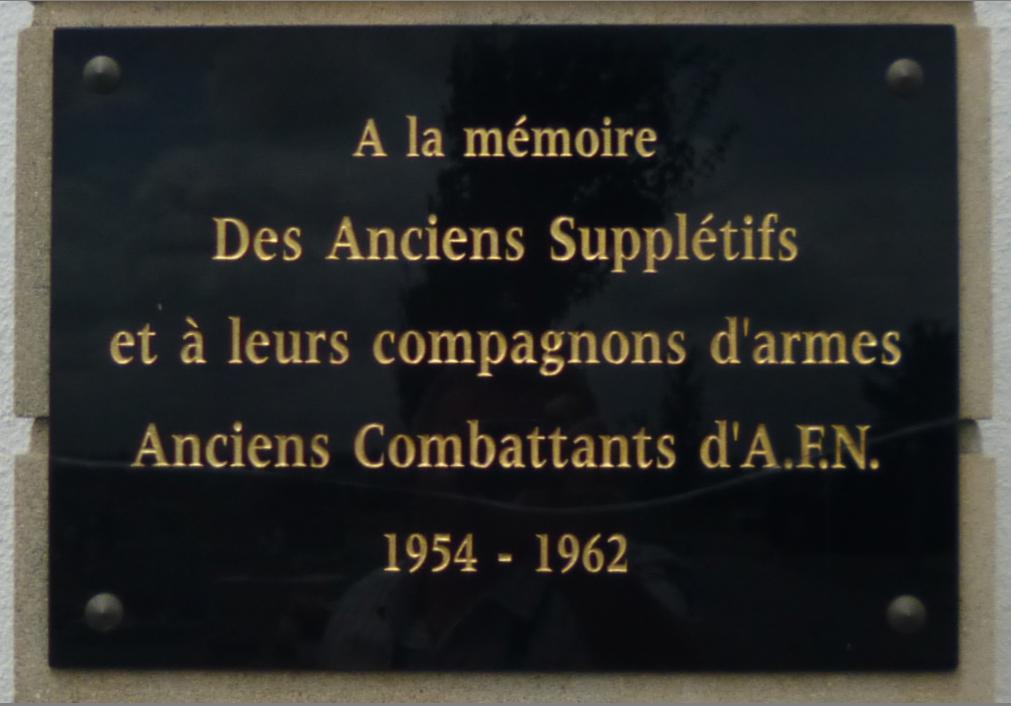 A la mémoire
Des Anciens Supplétifs
et à leurs compagnons d'armes
Anciens Combattants d'A.F.N.
1954 - 1962